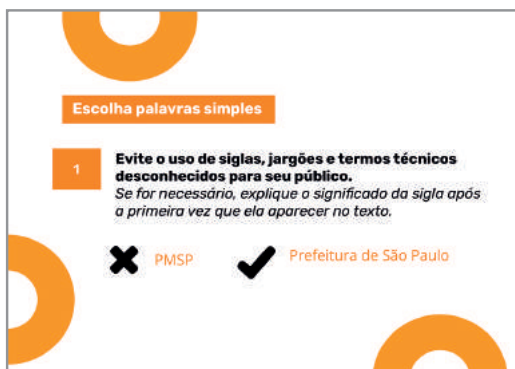 Escolha palavras simples
1
Evite o uso de siglas, jargões e termos técnicos
desconhecidos para seu público.
Se for necessário, explique o significado da sigla após
a primeira vez que ela aparecer no texto.
PMSP
Prefeitura de São Paulo